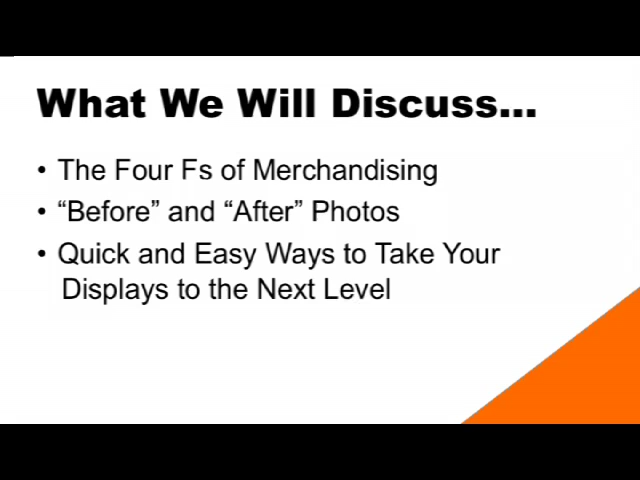 What We Will Discuss...
• The Four Fs of Merchandising
• “Before” and “After” Photos
• Quick and Easy Ways to Take Your
Displays to the Next Level